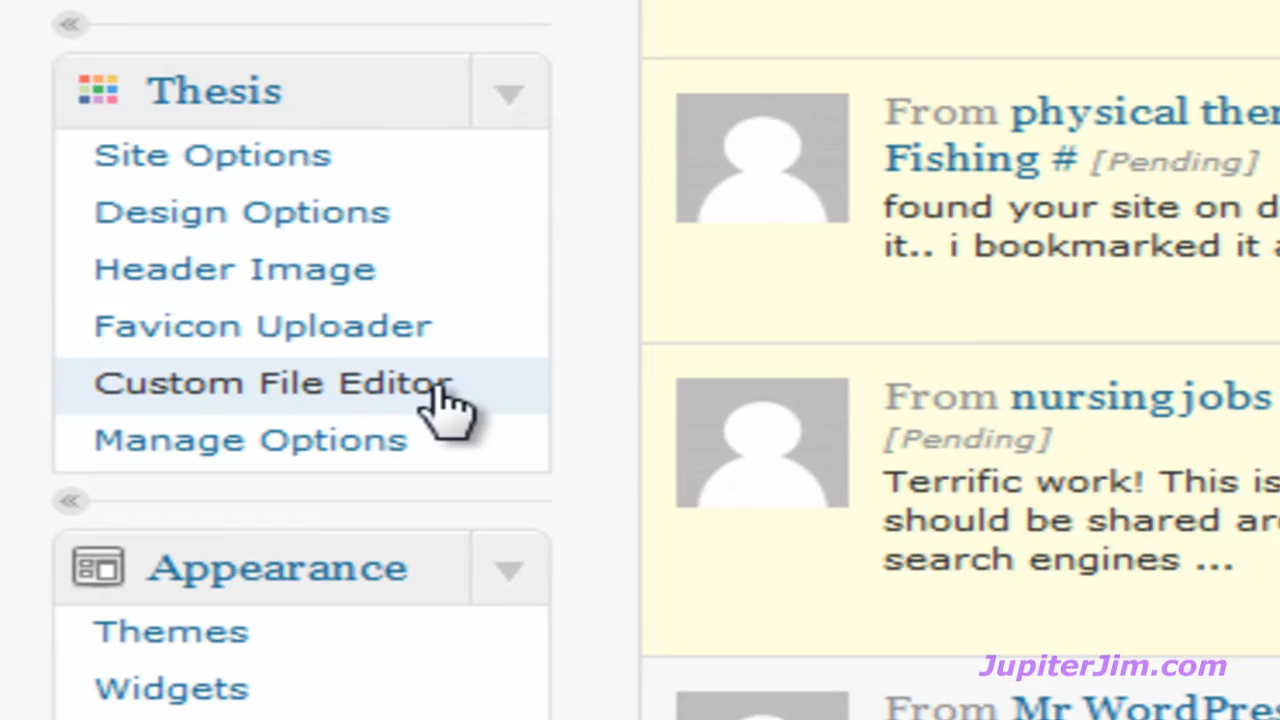 Thesis
Site Options
Design Options
Header Image
Favicon Uploader
Custom File Editor
Manage Options
Appearance
Themes
Widgets
From physical ther
Fishing # [Pending]
found your site on d
it.. i bookmarked it a
From nursing jobs
[Pending]
Terrific work! This is
should be shared aro
search engines ...
From Mr WordPres
JupiterJim.com